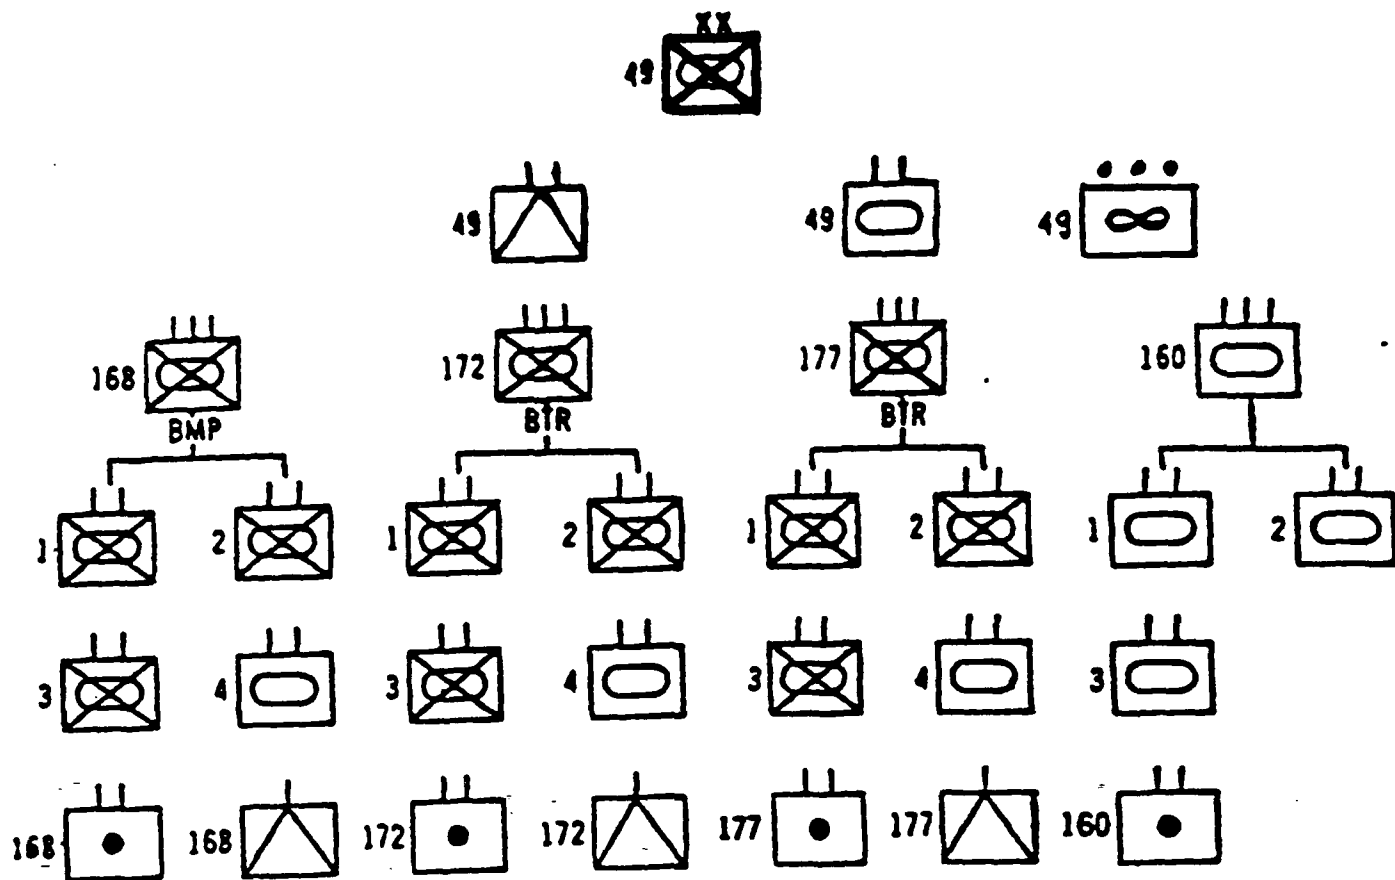 XX
49
49 49 49
168 172 177 160
BMP BTR BTR
1 2 1 2 1 2 1 2
3 4 3 4 3 4 3
168 168 172 172 177 177 160